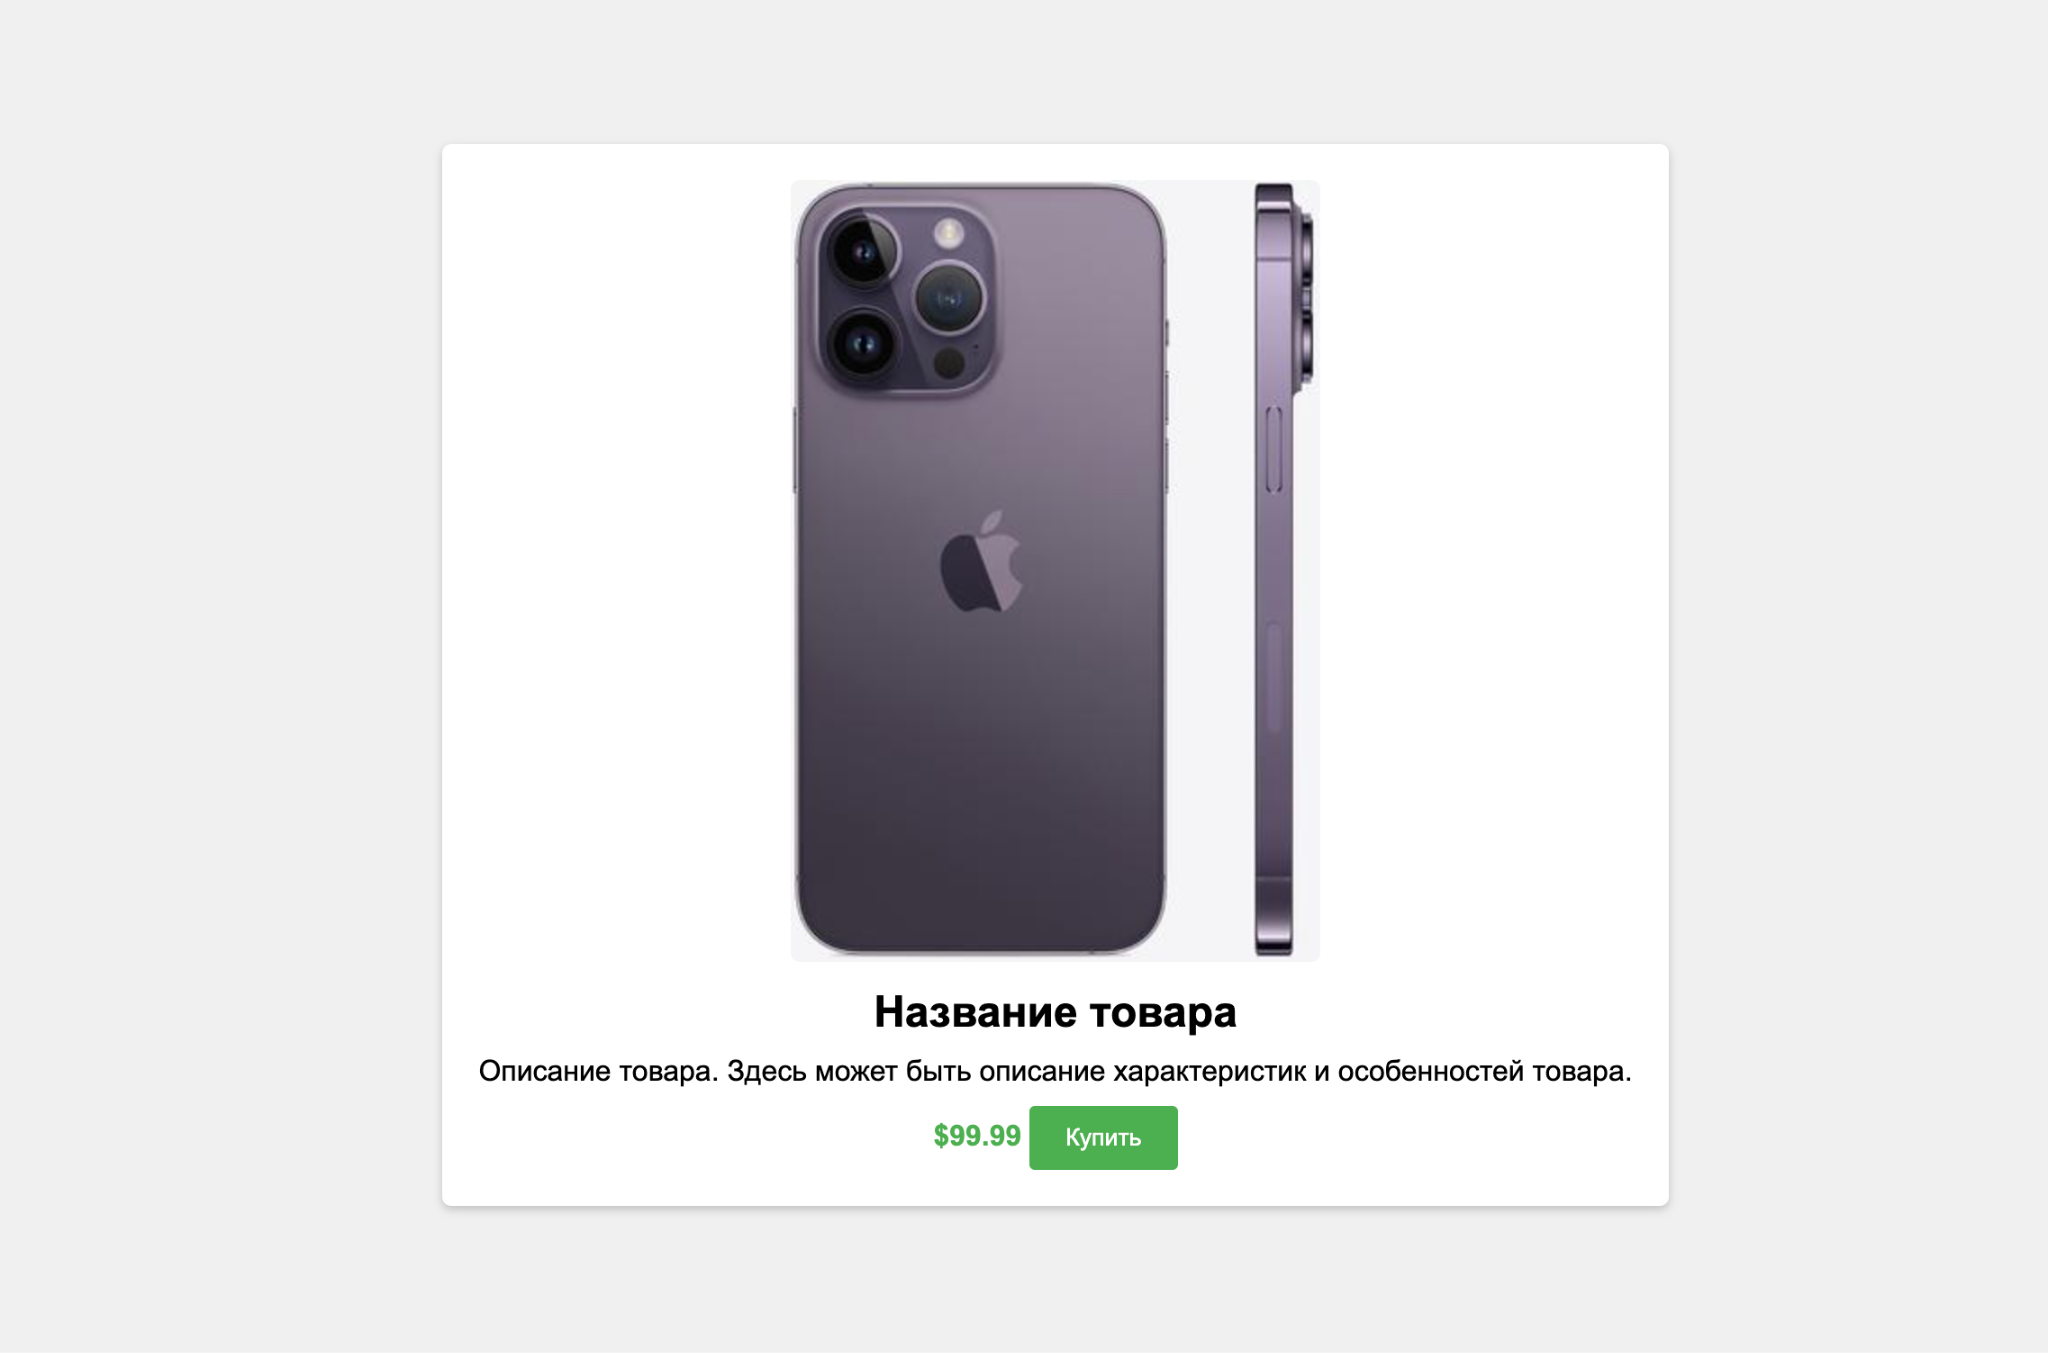 Название товара
Описание товара. Здесь может быть описание характеристик и особенностей товара.
$99.99 Купить